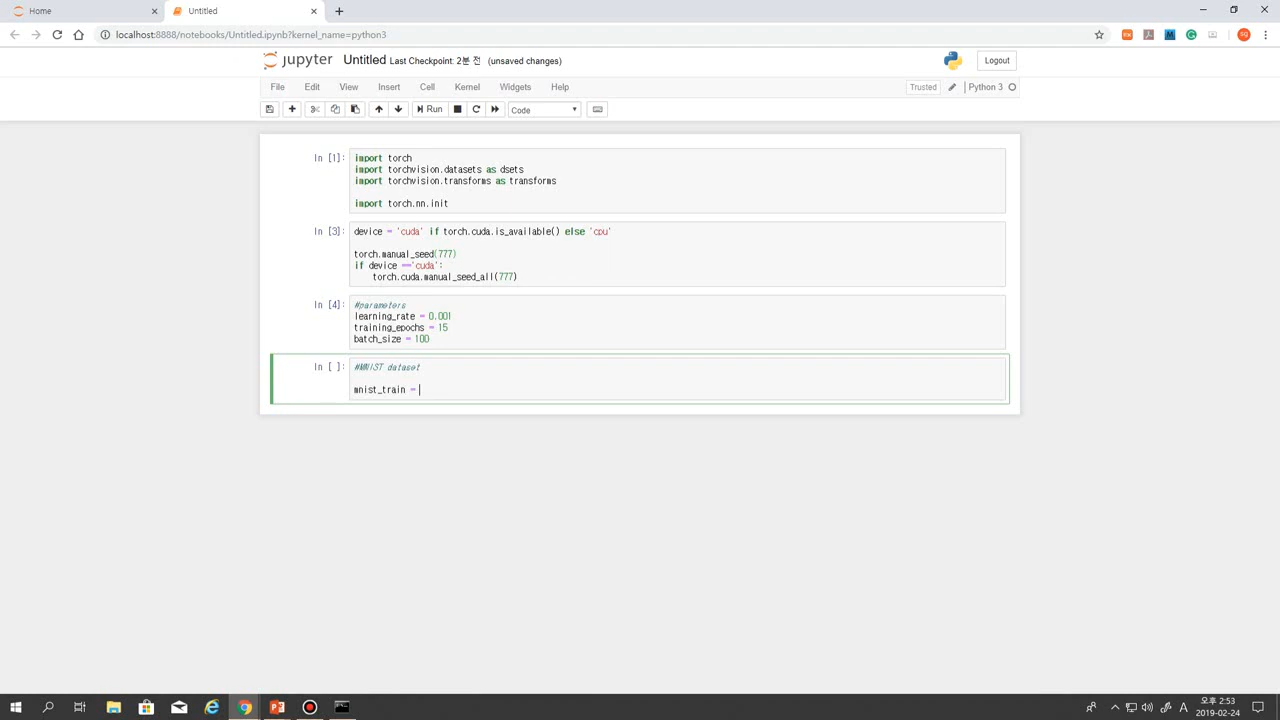 Home
Untitled
localhost:8888/notebooks/Untitled.ipynb?kernel_name=python3
jupyter Untitled Last Checkpoint: 2분 전 (unsaved changes)
Logout
File Edit View Insert Cell Kernel Widgets Help
Trusted Python 3
Run Code
In [1]: import torch
import torchvision.datasets as dsets
import torchvision.transforms as transforms
import torch.nn.init
In [3]: device = 'cuda' if torch.cuda.is_available() else 'cpu'
torch.manual_seed(777)
if device =='cuda':
torch.cuda.manual_seed_all(777)
In [4]: #parameters
learning_rate = 0.001
training_epochs = 15
batch_size = 100
In [ ]: #MNIST dataset
mnist_train =
A
오후 2:53
2019-02-24